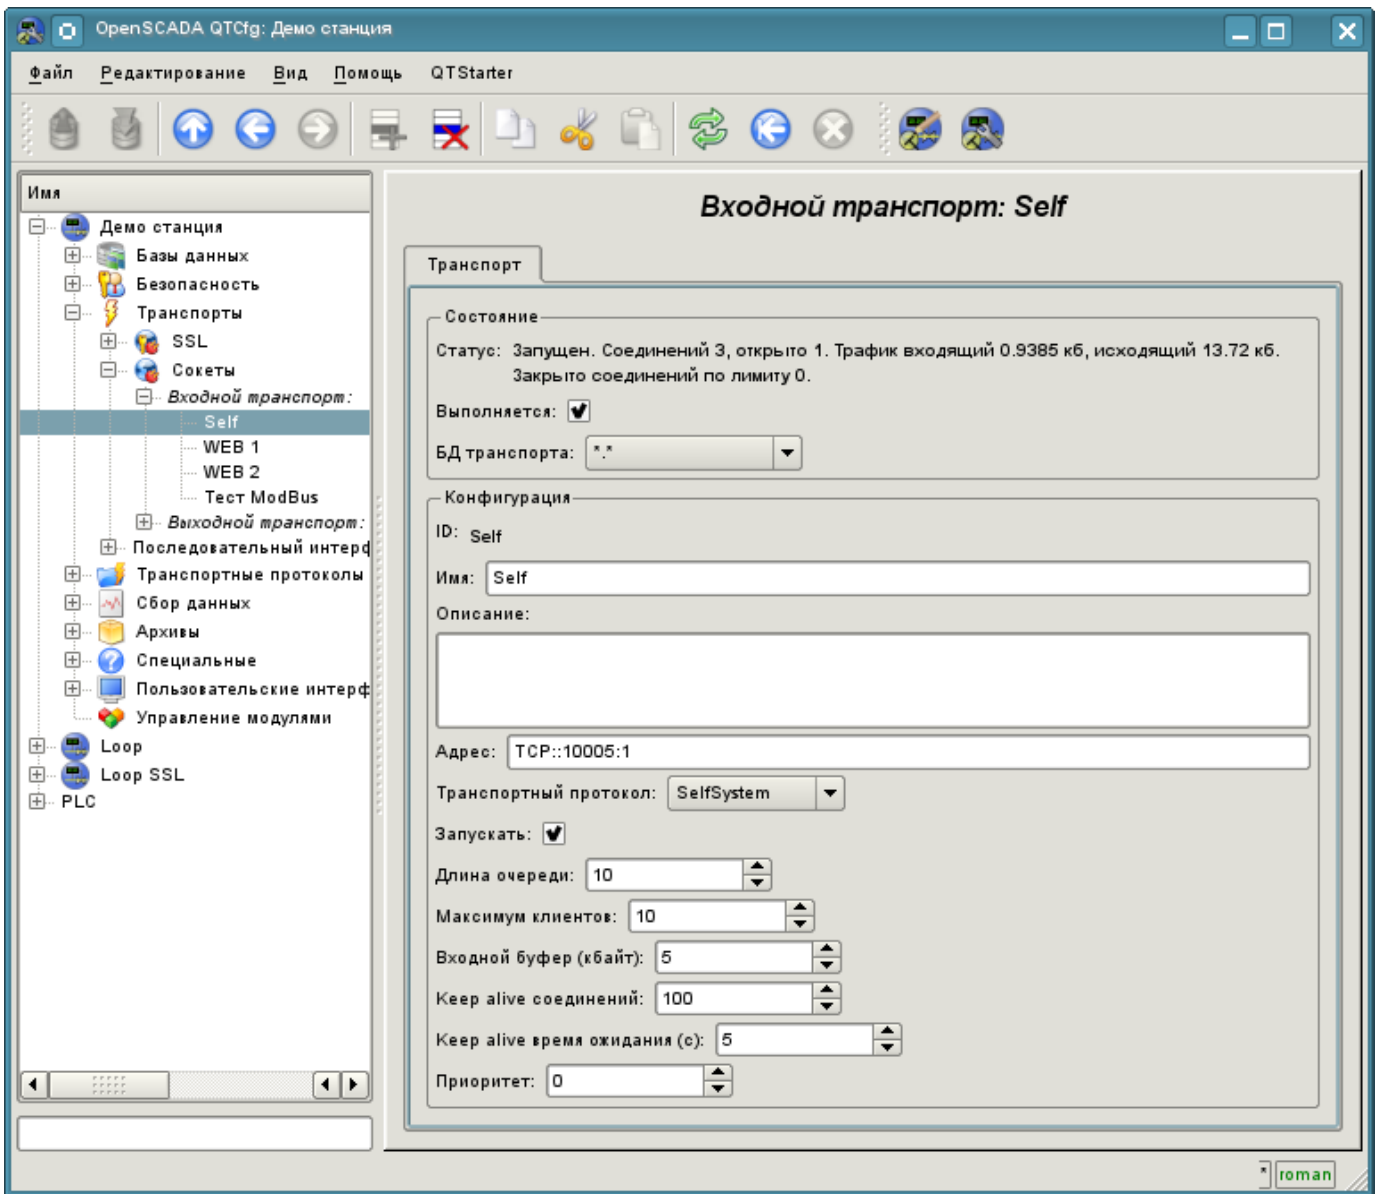 OpenSCADA QTCfg: Демо станция
Файл Редактирование Вид Помощь QTStarter
Имя
Демо станция
Базы данных
Безопасность
Транспорты
SSL
Сокеты
Входной транспорт:
Self
WEB 1
WEB 2
Тест ModBus
Выходной транспорт:
Последовательный интерф
Транспортные протоколы
Сбор данных
Архивы
Специальные
Пользовательские интерф
Управление модулями
Loop
Loop SSL
PLC
Входной транспорт: Self
Транспорт
Состояние
Статус: Запущен. Соединений 3, открыто 1. Трафик входящий 0.9385 кб, исходящий 13.72 кб.
Закрыто соединений по лимиту 0.
Выполняется:
БД транспорта: *.*
Конфигурация
ID: Self
Имя: Self
Описание:
Адрес: TCP::10005:1
Транспортный протокол: SelfSystem
Запускать:
Длина очереди: 10
Максимум клиентов: 10
Входной буфер (кбайт): 5
Keep alive соединений: 100
Keep alive время ожидания (с): 5
Приоритет: 0
* roman